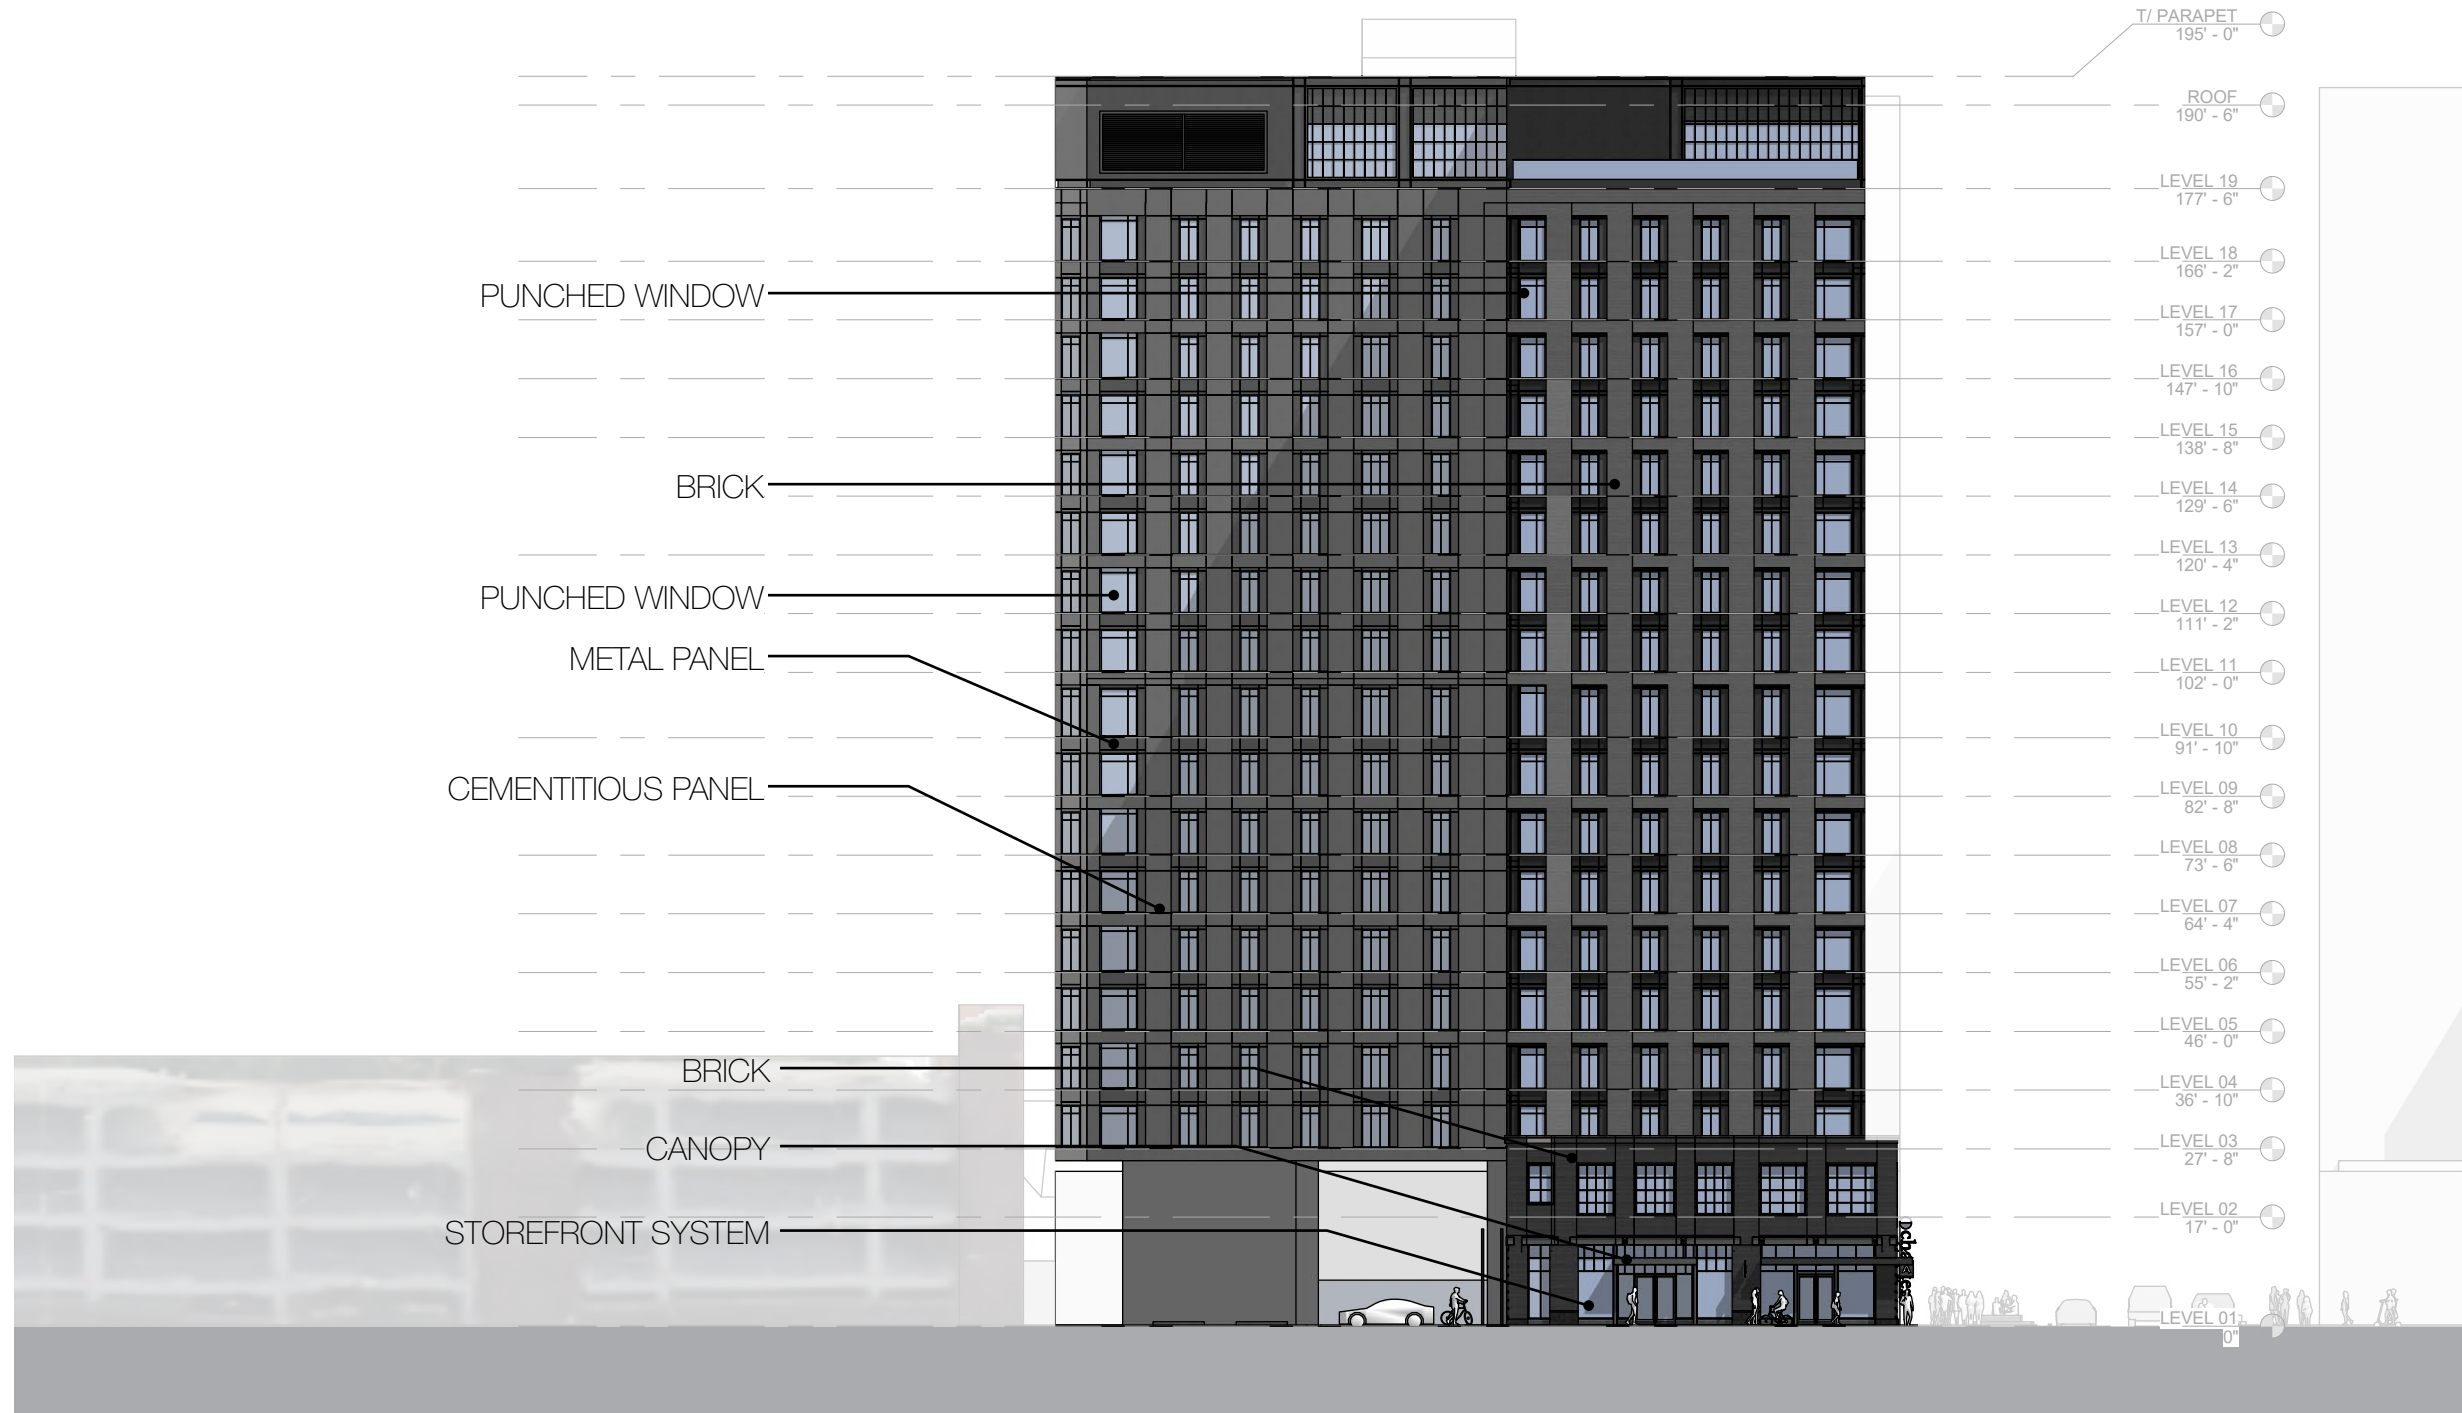 T/ PARAPET
195' - 0"
ROOF
190' - 6"
LEVEL 19
177' - 6"
LEVEL 18
166' - 2"
PUNCHED WINDOW
LEVEL 17
157' - 0"
LEVEL 16
147' - 10"
LEVEL 15
138' - 8"
BRICK
LEVEL 14
129' - 6"
LEVEL 13
120' - 4"
PUNCHED WINDOW
LEVEL 12
111' - 2"
METAL PANEL
LEVEL 11
102' - 0"
LEVEL 10
91' - 10"
CEMENTITIOUS PANEL
LEVEL 09
82' - 8"
LEVEL 08
73' - 6"
LEVEL 07
64' - 4"
LEVEL 06
55' - 2"
LEVEL 05
46' - 0"
BRICK
LEVEL 04
36' - 10"
CANOPY
LEVEL 03
27' - 8"
STOREFRONT SYSTEM
LEVEL 02
17' - 0"
LEVEL 01
0"